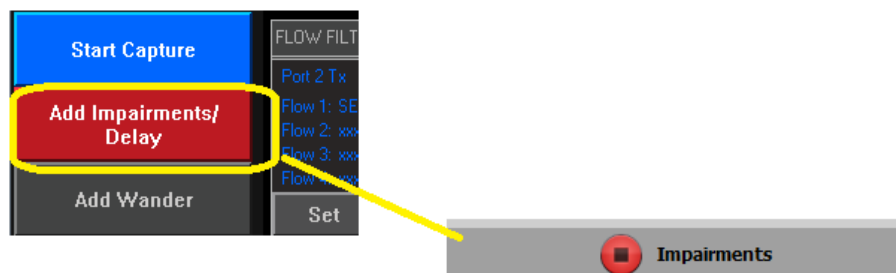 Start Capture
FLOW FILT
Port 2 Tx
Add Impairments/
Delay
Flow 1: SE
Flow 2: xxx
Flow 3: xxx
Flow
Add Wander
Set
Impairments